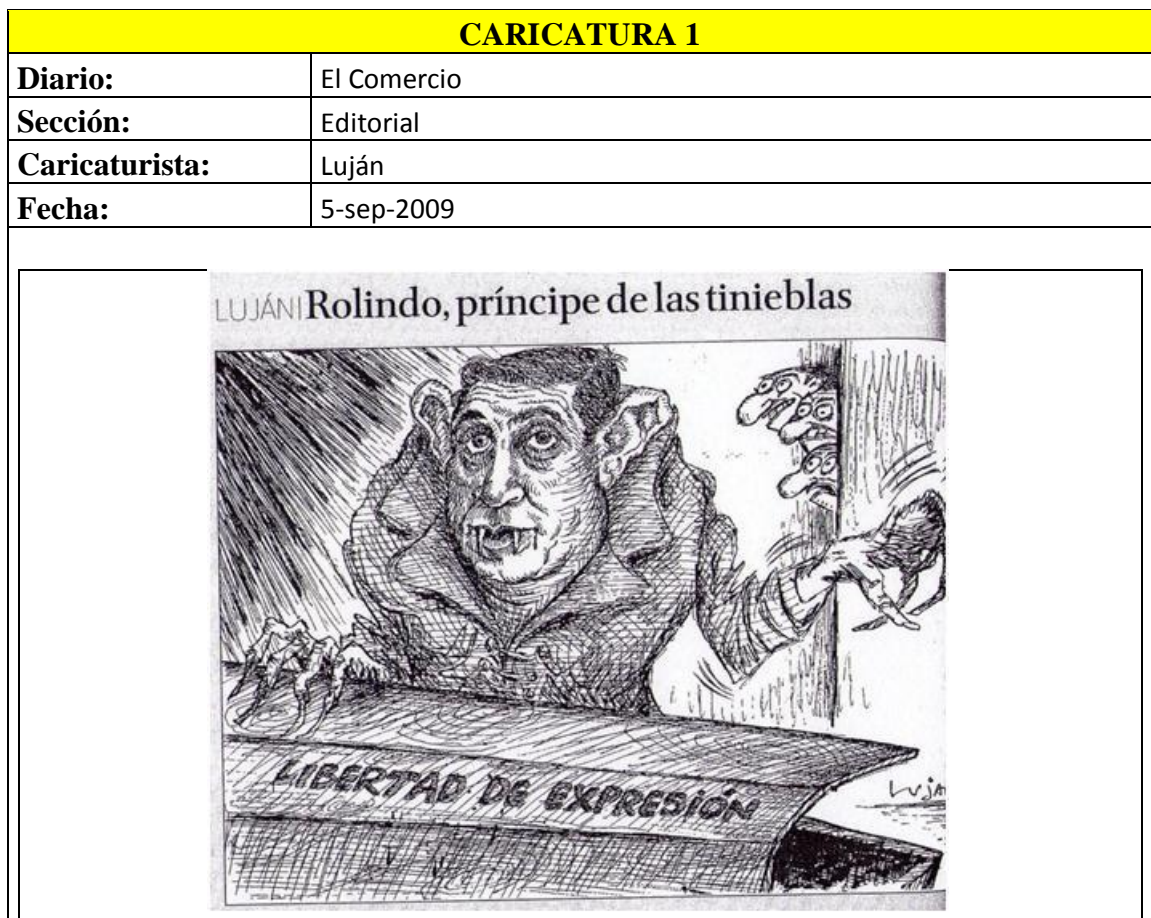 CARICATURA 1
Diario: El Comercio
Sección: Editorial
Caricaturista: Luján
Fecha: 5-sep-2009
LUJÁN| Rolindo, príncipe de las tinieblas
LIBERTAD DE EXPRESIÓN